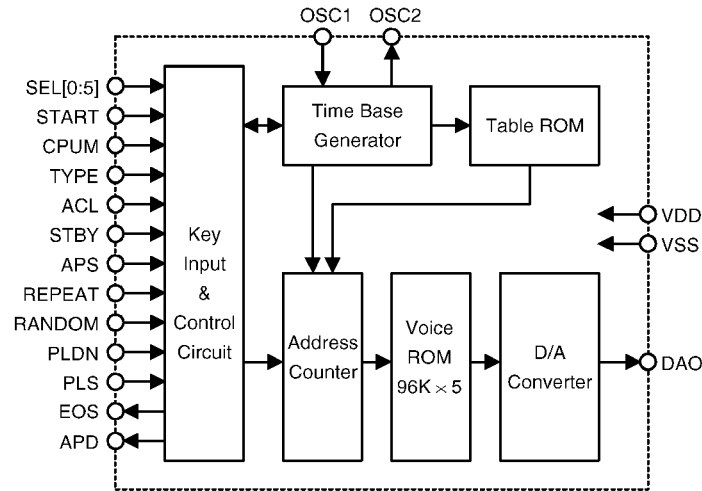 OSC1 OSC2
SEL[0:5]
START
CPUM
TYPE
ACL
STBY
APS
REPEAT
RANDOM
PLDN
PLS
EOS
APD
Key
Input
&
Control
Circuit
Time Base
Generator
Table ROM
Address
Counter
Voice
ROM
96K × 5
D/A
Converter
VDD
VSS
DAO